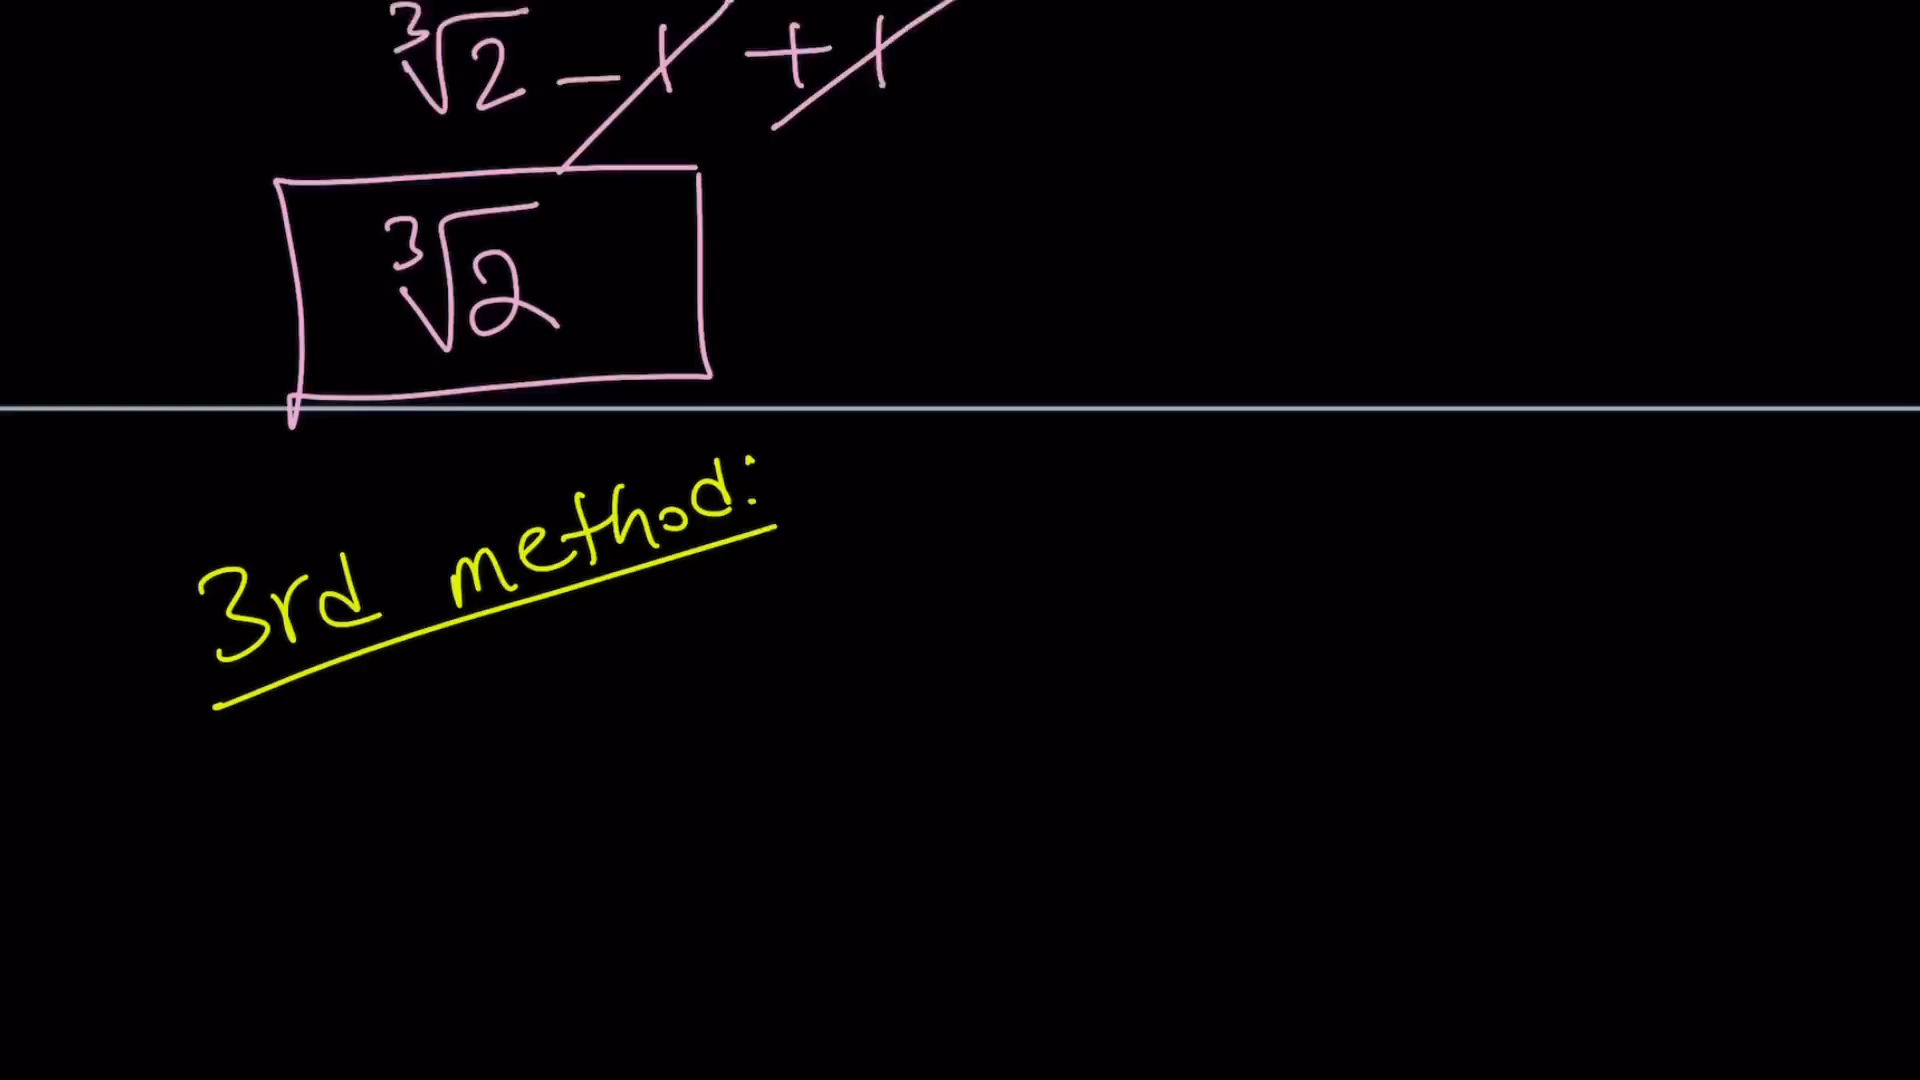 ∛2 − 1 + 1
∛2
3rd method: